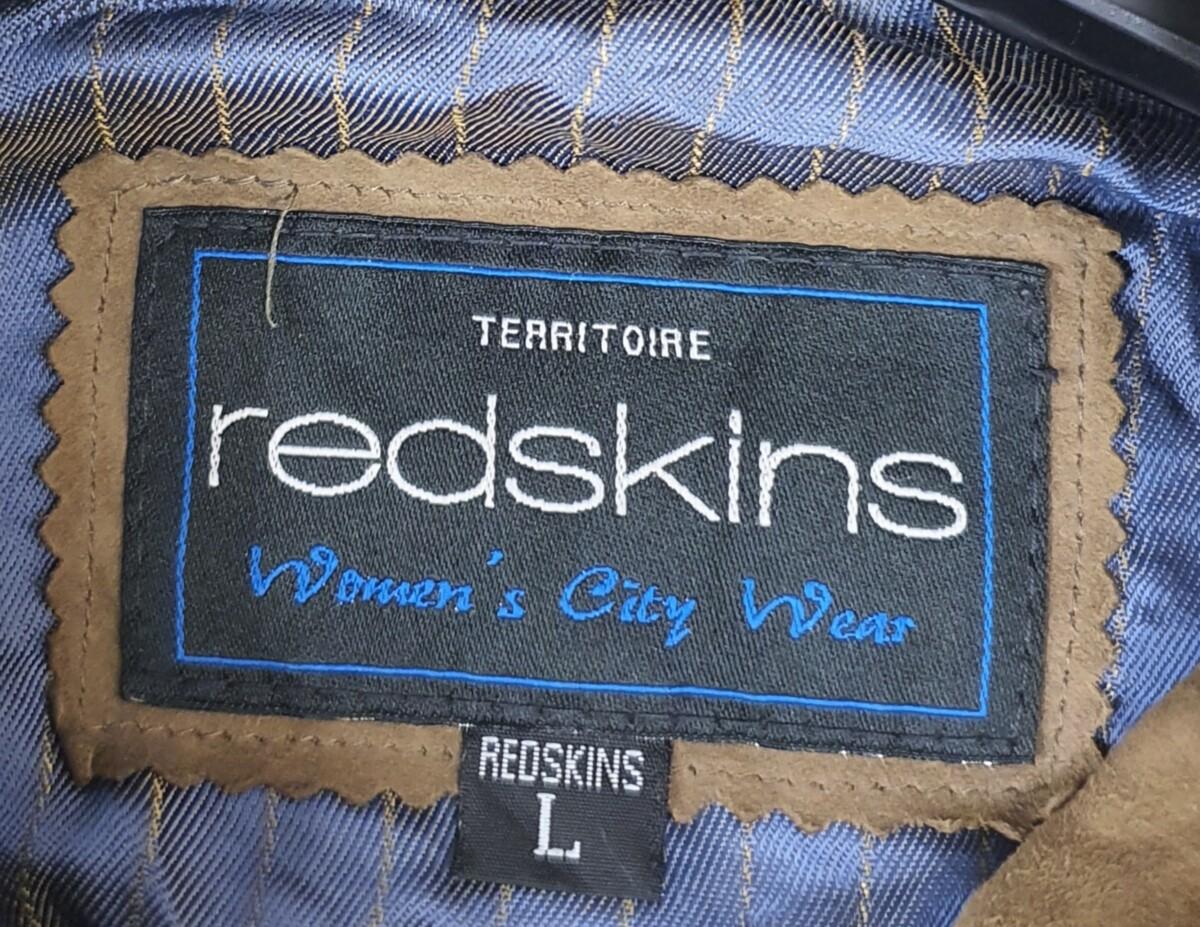 TERRITOIRE
redskins
Women's City Wear
REDSKINS
L